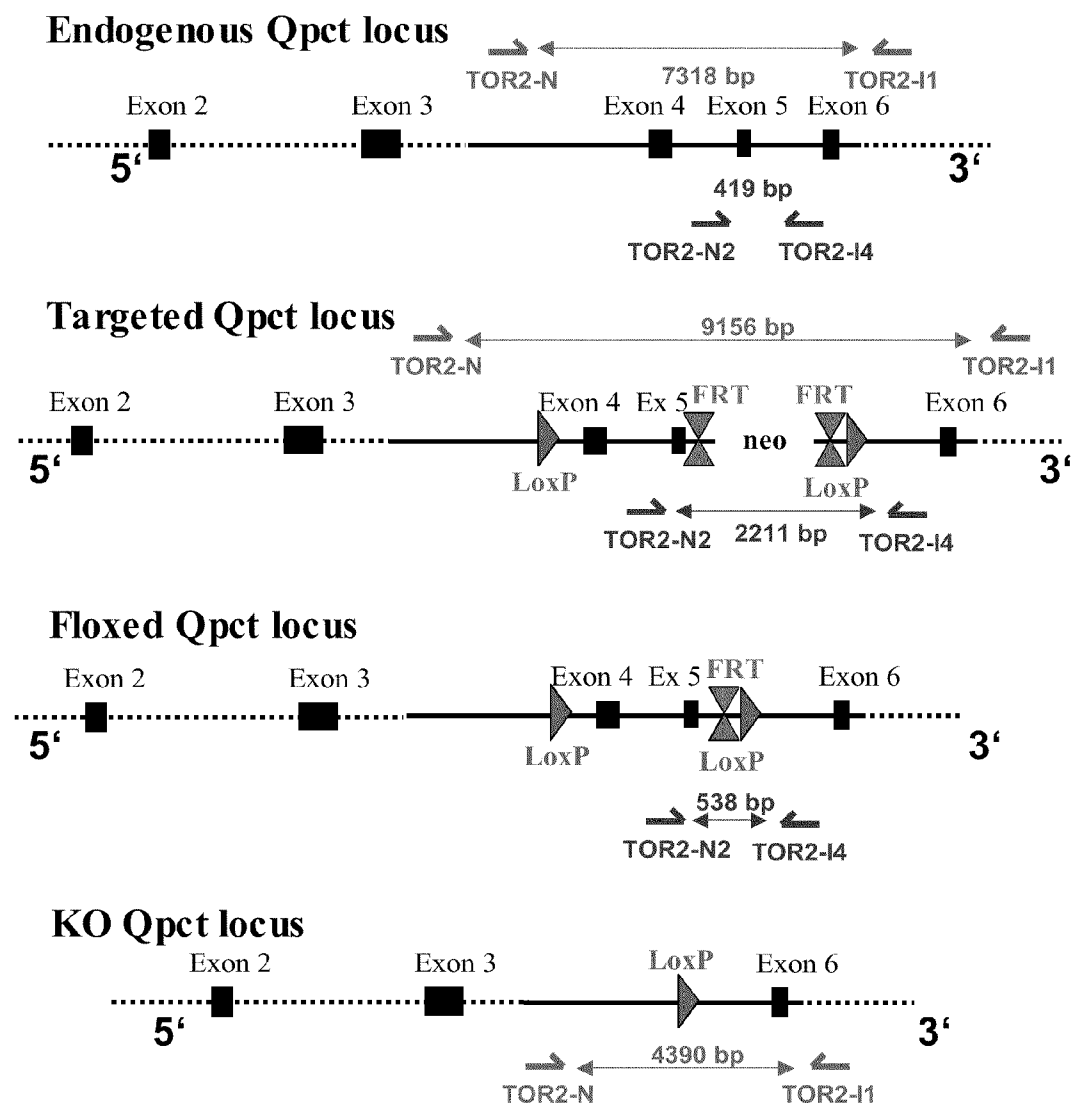 Endogenous Qpct locus
TOR2-N 7318 bp TOR2-I1
Exon 2 Exon 3 Exon 4 Exon 5 Exon 6
5‘ 3‘
419 bp
TOR2-N2 TOR2-I4
Targeted Qpct locus
9156 bp
TOR2-N TOR2-I1
Exon 2 Exon 3 Exon 4 Ex 5 FRT FRT Exon 6
neo
5‘ LoxP LoxP 3‘
TOR2-N2 2211 bp TOR2-I4
Floxed Qpct locus
Exon 2 Exon 3 Exon 4 Ex 5 FRT Exon 6
5‘ LoxP LoxP 3‘
538 bp
TOR2-N2 TOR2-I4
KO Qpct locus
Exon 2 Exon 3 LoxP Exon 6
5‘ 3‘
4390 bp
TOR2-N TOR2-I1